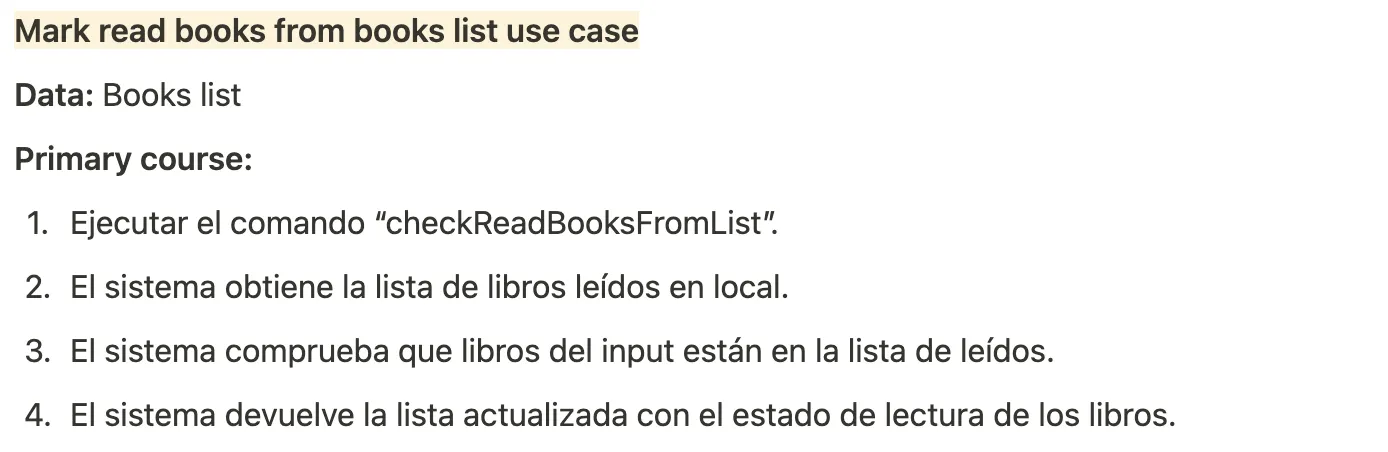 Mark read books from books list use case
Data: Books list
Primary course:
1. Ejecutar el comando “checkReadBooksFromList”.
2. El sistema obtiene la lista de libros leídos en local.
3. El sistema comprueba que libros del input están en la lista de leídos.
4. El sistema devuelve la lista actualizada con el estado de lectura de los libros.